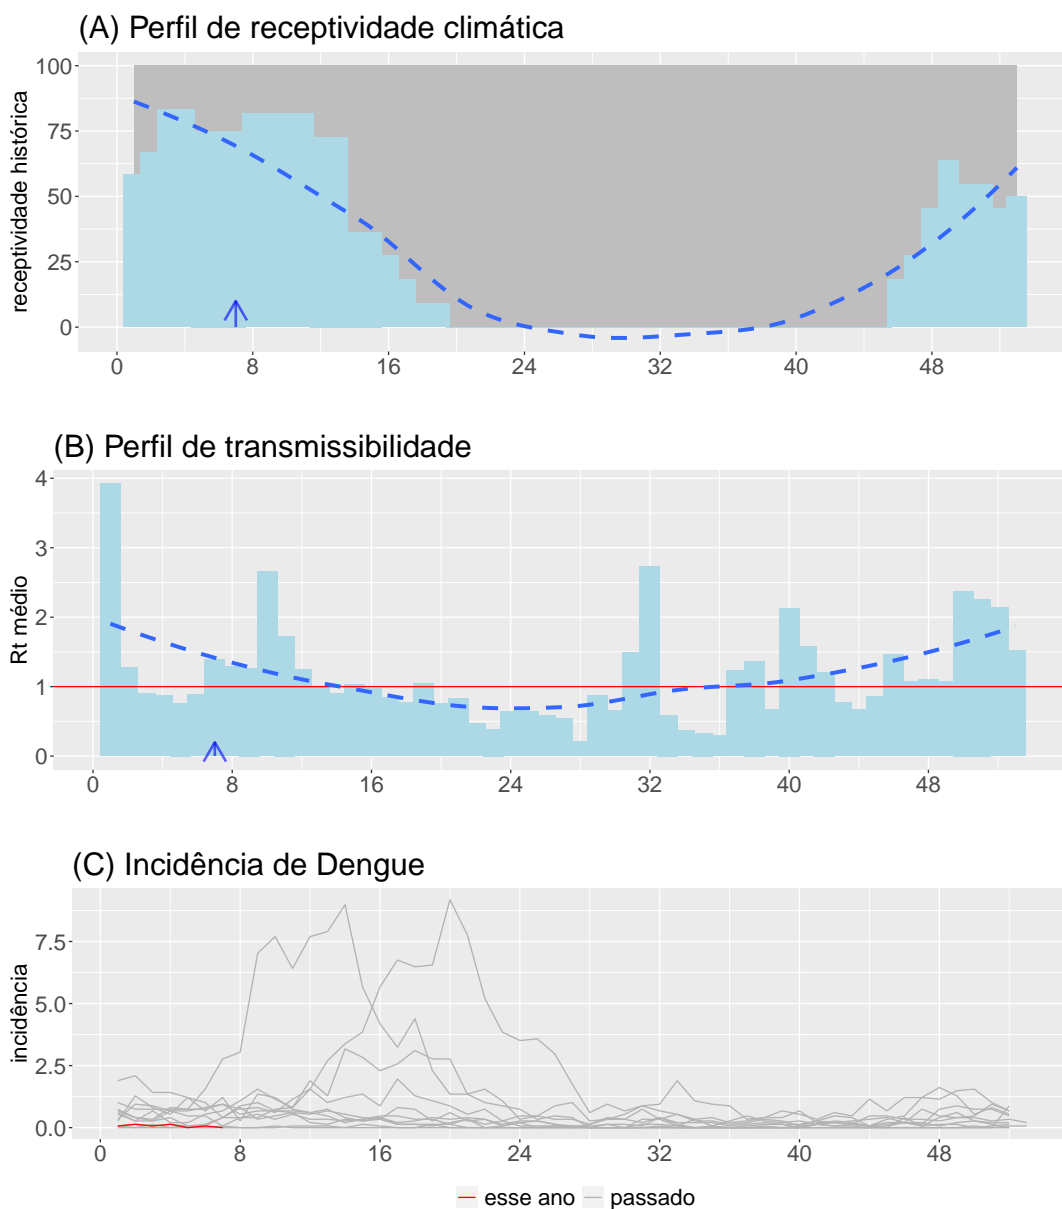 (A) Perfil de receptividade climática
receptividade histórica
100
75
50
25
0
0 8 16 24 32 40 48
(B) Perfil de transmissibilidade
Rt médio
4
3
2
1
0
0 8 16 24 32 40 48
(C) Incidência de Dengue
incidência
7.5
5.0
2.5
0.0
0 8 16 24 32 40 48
esse ano passado